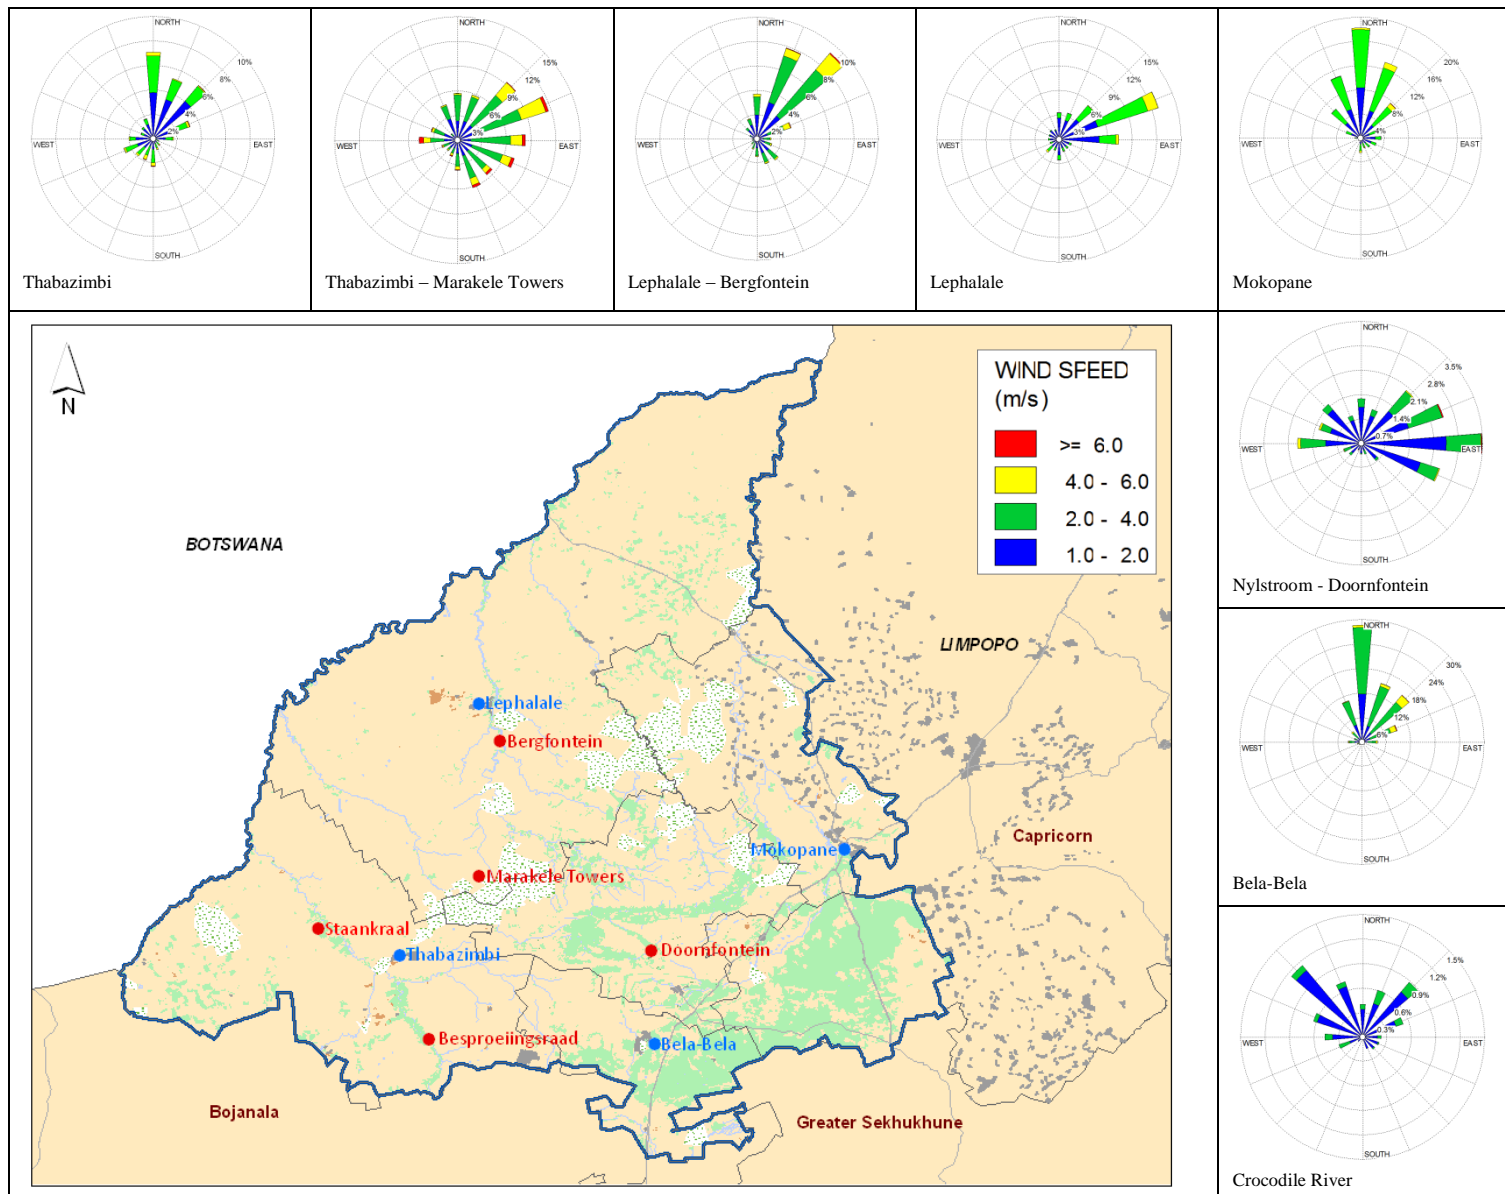 NORTH
10%
8%
6%
4%
2%
WEST
EAST
SOUTH
Thabazimbi
NORTH
15%
12%
9%
6%
3%
WEST
EAST
SOUTH
Thabazimbi – Marakele Towers
NORTH
10%
8%
6%
4%
2%
WEST
EAST
SOUTH
Lephalale – Bergfontein
NORTH
15%
12%
9%
6%
3%
WEST
EAST
SOUTH
Lephalale
NORTH
20%
16%
12%
8%
4%
WEST
EAST
SOUTH
Mokopane
N
WIND SPEED
(m/s)
>= 6.0
4.0 - 6.0
2.0 - 4.0
1.0 - 2.0
BOTSWANA
LIMPOPO
Lephalale
Bergfontein
Capricorn
Mokopane
Marakele Towers
Staankraal
Thabazimbi
Doornfontein
Besproeiingsraad
Bela-Bela
Bojanala
Greater Sekhukhune
NORTH
3.5%
2.8%
2.1%
1.4%
0.7%
WEST
EAST
SOUTH
Nylstroom - Doornfontein
NORTH
30%
24%
18%
12%
6%
WEST
EAST
SOUTH
Bela-Bela
NORTH
1.5%
1.2%
0.9%
0.6%
0.3%
WEST
EAST
SOUTH
Crocodile River